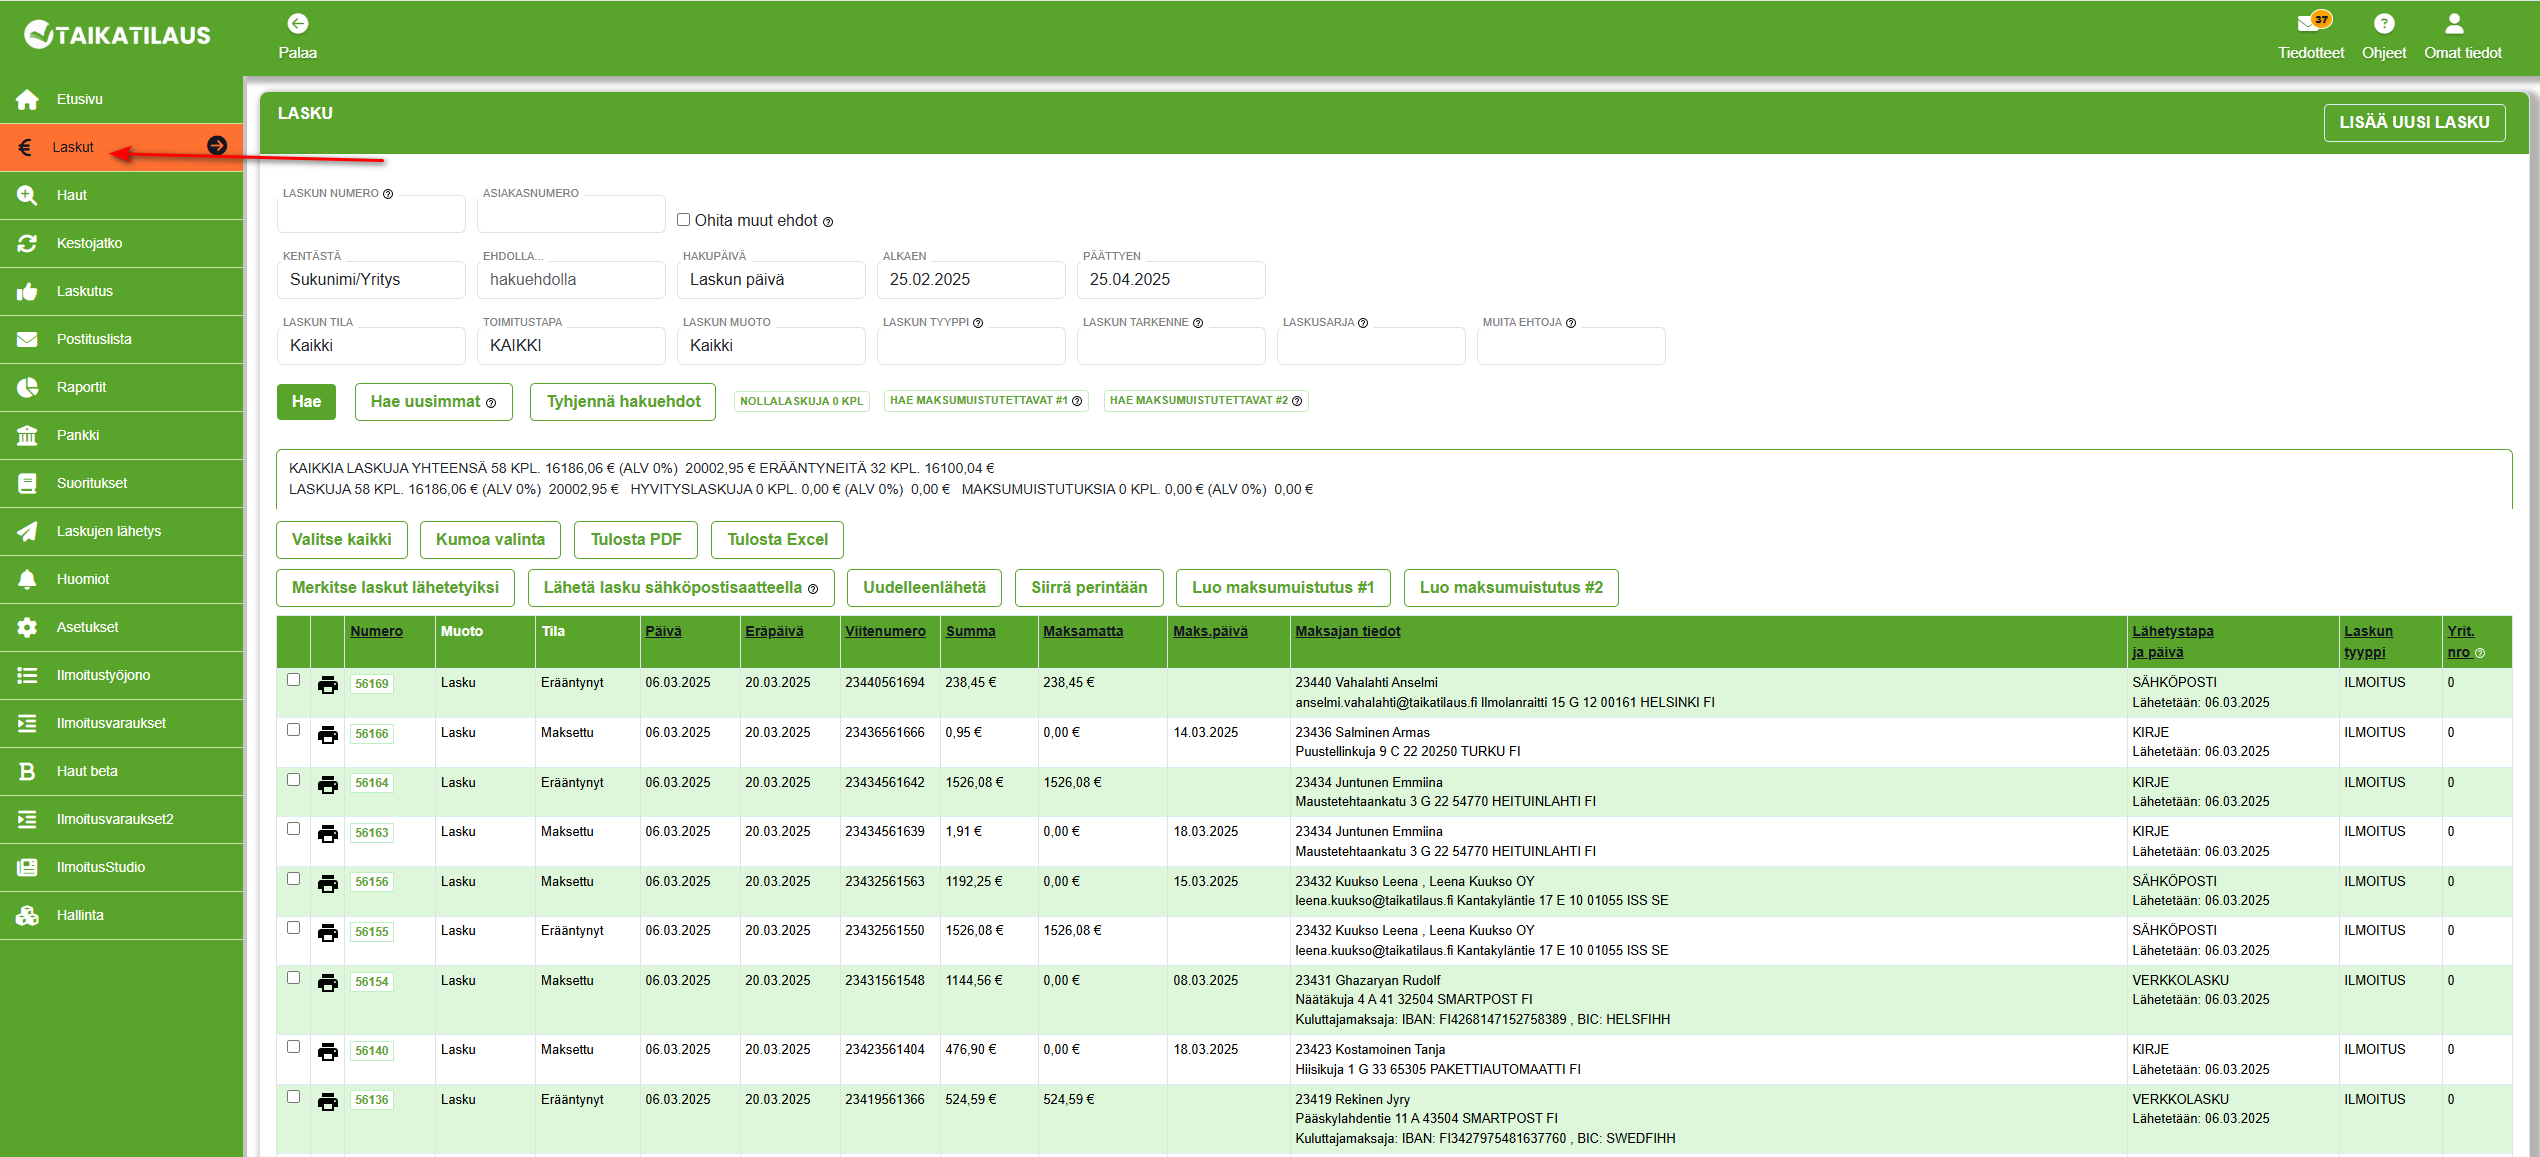 TAIKATILAUS
Palaa
37
Tiedotteet
Ohjeet
Omat tiedot
Etusivu
Laskut
Haut
Kestojatko
Laskutus
Postituslista
Raportit
Pankki
Suoritukset
Laskujen lähetys
Huomiot
Asetukset
Ilmoitustyöjono
Ilmoitusvaraukset
Haut beta
Ilmoitusvaraukset2
IlmoitusStudio
Hallinta
LASKU
LISÄÄ UUSI LASKU
LASKUN NUMERO
ASIAKASNUMERO
Ohita muut ehdot
KENTÄSTÄ
EHDOLLA...
HAKUPÄIVÄ
ALKAEN
PÄÄTTYEN
Sukunimi/Yritys
hakuehdolla
Laskun päivä
25.02.2025
25.04.2025
LASKUN TILA
TOIMITUSTAPA
LASKUN MUOTO
LASKUN TYYPPI
LASKUN TARKENNE
LASKUSARJA
MUITA EHTOJA
Kaikki
KAIKKI
Kaikki
Hae
Hae uusimmat
Tyhjennä hakuehdot
NOLLALASKUJA 0 KPL
HAE MAKSUMUISTUTETTAVAT #1
HAE MAKSUMUISTUTETTAVAT #2
KAIKKIA LASKUJA YHTEENSÄ 58 KPL. 16186,06 € (ALV 0%) 20002,95 € ERÄÄNTYNEITÄ 32 KPL. 16100,04 €
LASKUJA 58 KPL. 16186,06 € (ALV 0%) 20002,95 € HYVITYSLASKUJA 0 KPL. 0,00 € (ALV 0%) 0,00 € MAKSUMUISTUTUKSIA 0 KPL. 0,00 € (ALV 0%) 0,00 €
Valitse kaikki
Kumoa valinta
Tulosta PDF
Tulosta Excel
Merkitse laskut lähetetyiksi
Lähetä lasku sähköpostisaatteella
Uudelleenlähetä
Siirrä perintään
Luo maksumuistutus #1
Luo maksumuistutus #2
Numero Muoto Tila Päivä Eräpäivä Viitenumero Summa Maksamatta Maks.päivä Maksajan tiedot Lähetystapa Laskun Yrit.
ja päivä tyyppi nro
56169 Lasku Erääntynyt 06.03.2025 20.03.2025 23440561694 238,45 € 238,45 € 23440 Vahalahti Anselmi SÄHKÖPOSTI ILMOITUS 0
anselmi.vahalahti@taikatilaus.fi Ilmolanraitti 15 G 12 00161 HELSINKI FI Lähetetään: 06.03.2025
56166 Lasku Maksettu 06.03.2025 20.03.2025 23436561666 0,95 € 0,00 € 14.03.2025 23436 Salminen Armas KIRJE ILMOITUS 0
Puustellinkuja 9 C 22 20250 TURKU FI Lähetetään: 06.03.2025
56164 Lasku Erääntynyt 06.03.2025 20.03.2025 23434561642 1526,08 € 1526,08 € 23434 Juntunen Emmiina KIRJE ILMOITUS 0
Maustetehtaankatu 3 G 22 54770 HEITUINLAHTI FI Lähetetään: 06.03.2025
56163 Lasku Maksettu 06.03.2025 20.03.2025 23434561639 1,91 € 0,00 € 18.03.2025 23434 Juntunen Emmiina KIRJE ILMOITUS 0
Maustetehtaankatu 3 G 22 54770 HEITUINLAHTI FI Lähetetään: 06.03.2025
56156 Lasku Maksettu 06.03.2025 20.03.2025 23432561563 1192,25 € 0,00 € 15.03.2025 23432 Kuukso Leena , Leena Kuukso OY SÄHKÖPOSTI ILMOITUS 0
leena.kuukso@taikatilaus.fi Kantakyläntie 17 E 10 01055 ISS SE Lähetetään: 06.03.2025
56155 Lasku Erääntynyt 06.03.2025 20.03.2025 23432561550 1526,08 € 1526,08 € 23432 Kuukso Leena , Leena Kuukso OY SÄHKÖPOSTI ILMOITUS 0
leena.kuukso@taikatilaus.fi Kantakyläntie 17 E 10 01055 ISS SE Lähetetään: 06.03.2025
56154 Lasku Maksettu 06.03.2025 20.03.2025 23431561548 1144,56 € 0,00 € 08.03.2025 23431 Ghazaryan Rudolf VERKKOLASKU ILMOITUS 0
Näätäkuja 4 A 41 32504 SMARTPOST FI Lähetetään: 06.03.2025
Kuluttajamaksaja: IBAN: FI4268147152758389 , BIC: HELSFIHH
56140 Lasku Maksettu 06.03.2025 20.03.2025 23423561404 476,90 € 0,00 € 18.03.2025 23423 Kostamoinen Tanja KIRJE ILMOITUS 0
Hiisikuja 1 G 33 65305 PAKETTIAUTOMAATTI FI Lähetetään: 06.03.2025
56136 Lasku Erääntynyt 06.03.2025 20.03.2025 23419561366 524,59 € 524,59 € 23419 Rekinen Jyry VERKKOLASKU ILMOITUS 0
Pääskylahdentie 11 A 43504 SMARTPOST FI Lähetetään: 06.03.2025
Kuluttajamaksaja: IBAN: FI3427975481637760 , BIC: SWEDFIHH